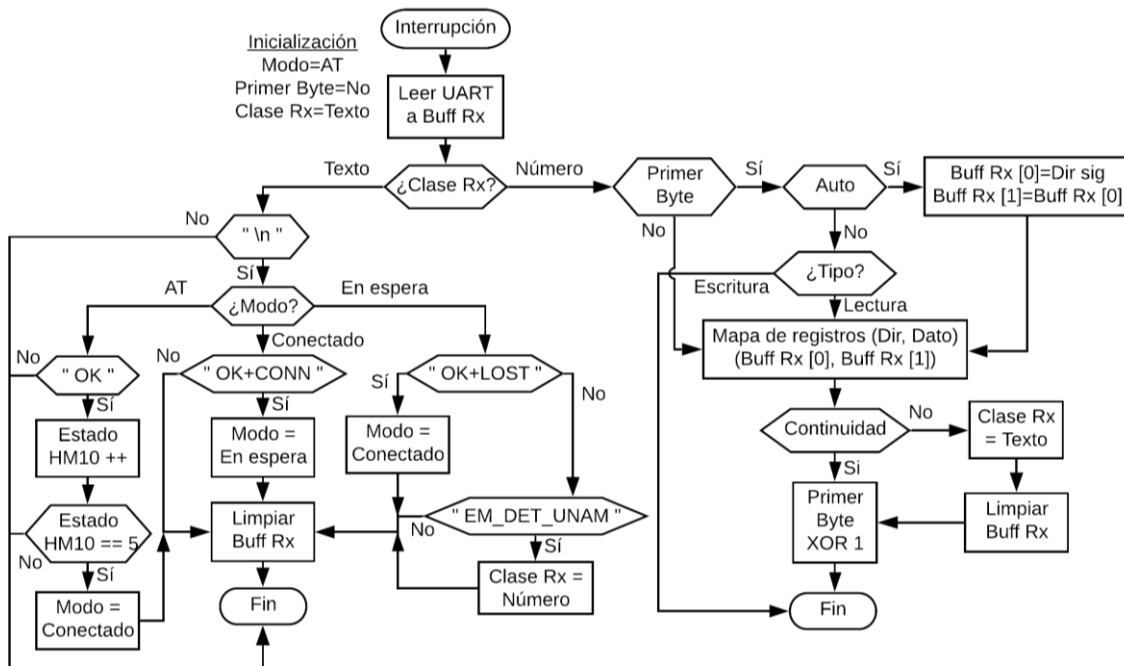 Interrupción
Inicialización
Modo=AT
Primer Byte=No
Clase Rx=Texto
Leer UART
a Buff Rx
Texto
¿Clase Rx?
Número
Primer
Byte
Sí
Auto
Sí
Buff Rx [0]=Dir sig
Buff Rx [1]=Buff Rx [0]
No
" \n "
Sí
No
No
¿Tipo?
Escritura
Lectura
AT
¿Modo?
En espera
Conectado
Mapa de registros (Dir, Dato)
(Buff Rx [0], Buff Rx [1])
No
" OK "
Sí
No
" OK+CONN "
Sí
" OK+LOST "
Sí
No
Continuidad
No
Si
Clase Rx
= Texto
Estado
HM10 ++
Modo =
En espera
Modo =
Conectado
Primer
Byte
XOR 1
Limpiar
Buff Rx
Estado
HM10 == 5
No
Sí
Limpiar
Buff Rx
" EM_DET_UNAM "
No
Sí
Modo =
Conectado
Fin
Clase Rx =
Número
Fin